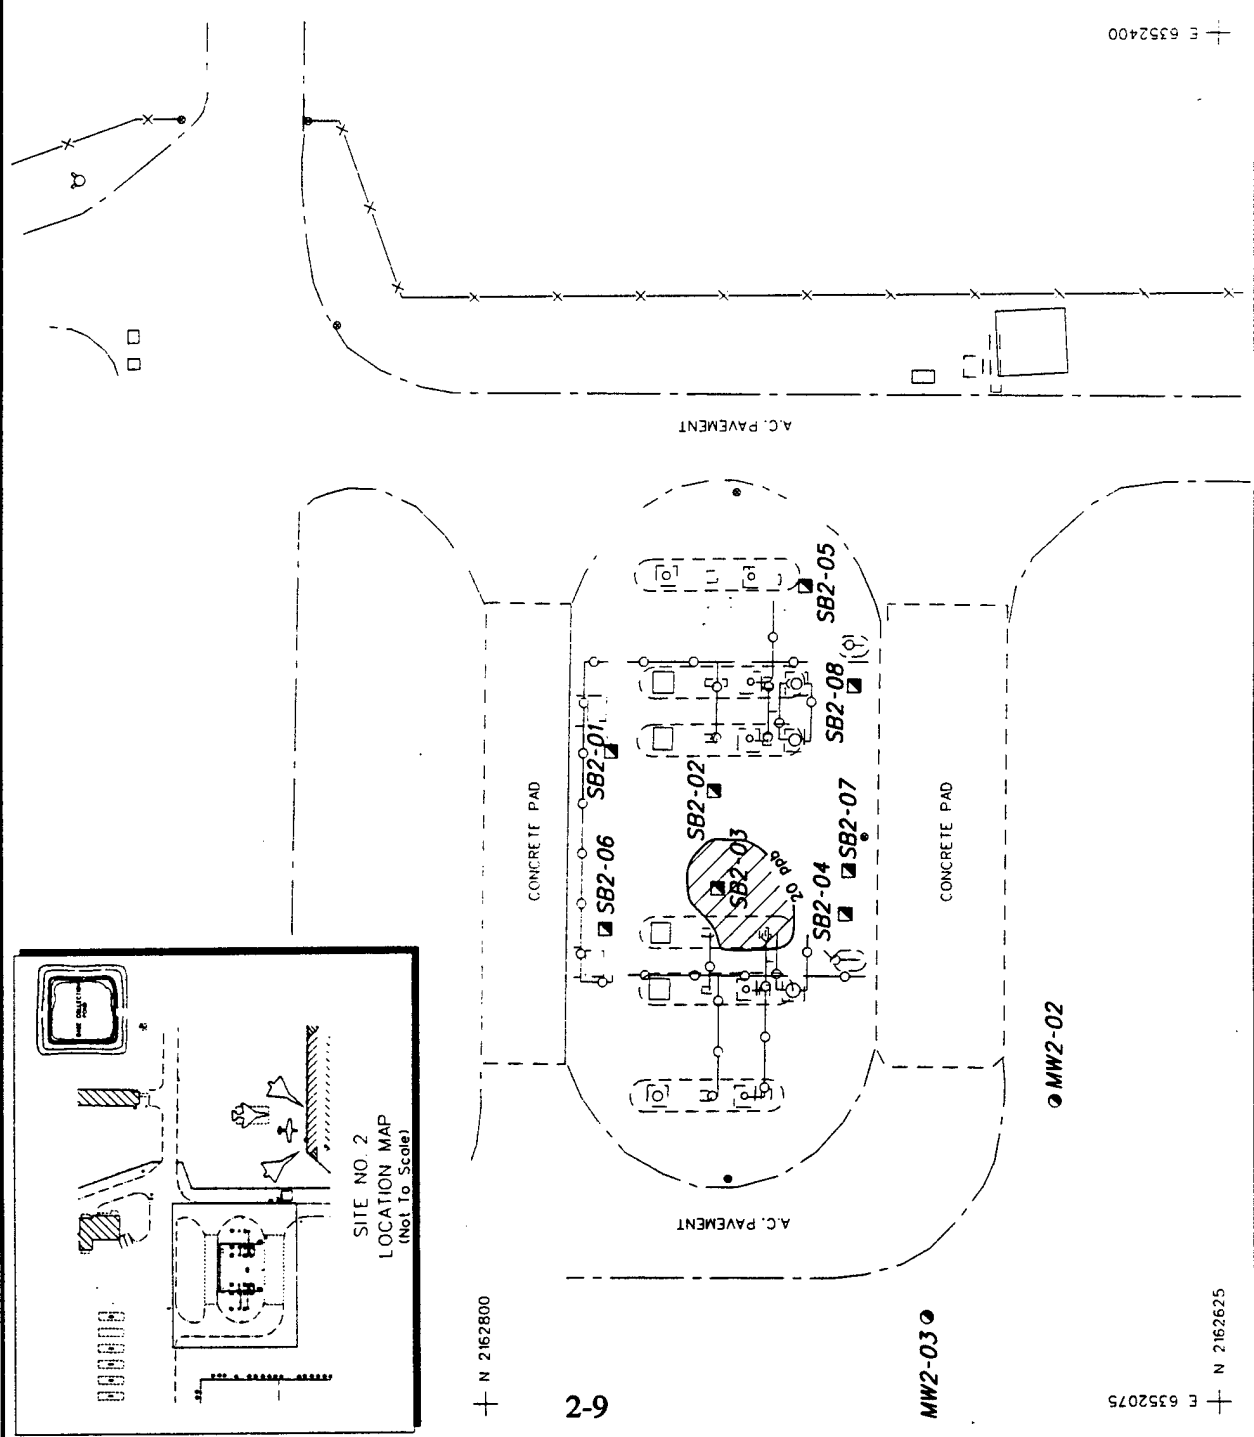 E 6352400
A.C. PAVEMENT
CONCRETE PAD
SB2-05
SB2-08
SB2-01
SB2-02
SB2-07
SB2-06
SB2-03
20 ppb
SB2-04
CONCRETE PAD
MW2-02
A.C. PAVEMENT
MW2-03
SITE NO. 2
LOCATION MAP
(Not To Scale)
N 2162800
2-9
N 2162625
E 6352075